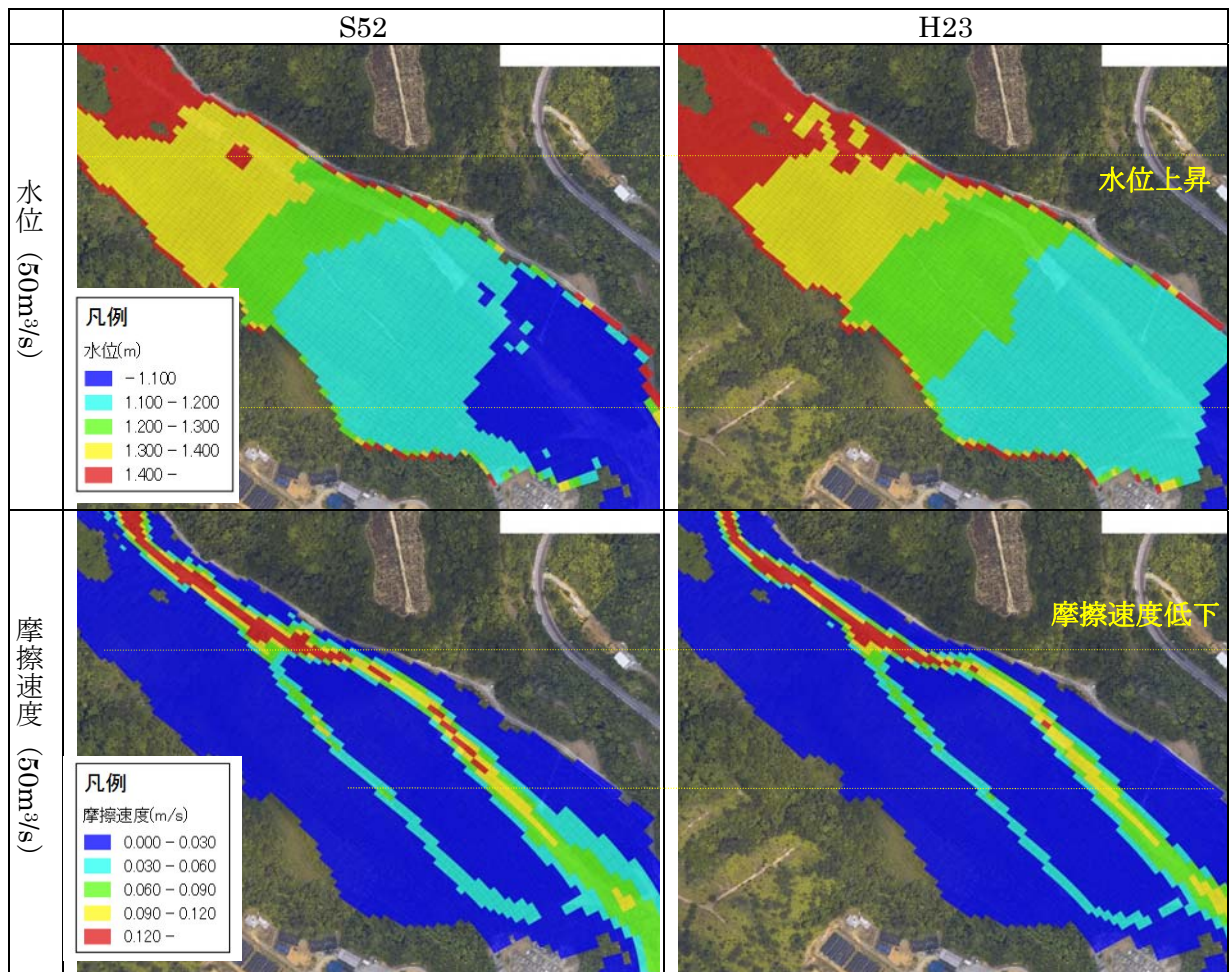 S52
H23
水位（50m³/s）
水位上昇
凡例
水位(m)
- 1.100
1.100 - 1.200
1.200 - 1.300
1.300 - 1.400
1.400 -
摩擦速度（50m³/s）
摩擦速度低下
凡例
摩擦速度(m/s)
0.000 - 0.030
0.030 - 0.060
0.060 - 0.090
0.090 - 0.120
0.120 -